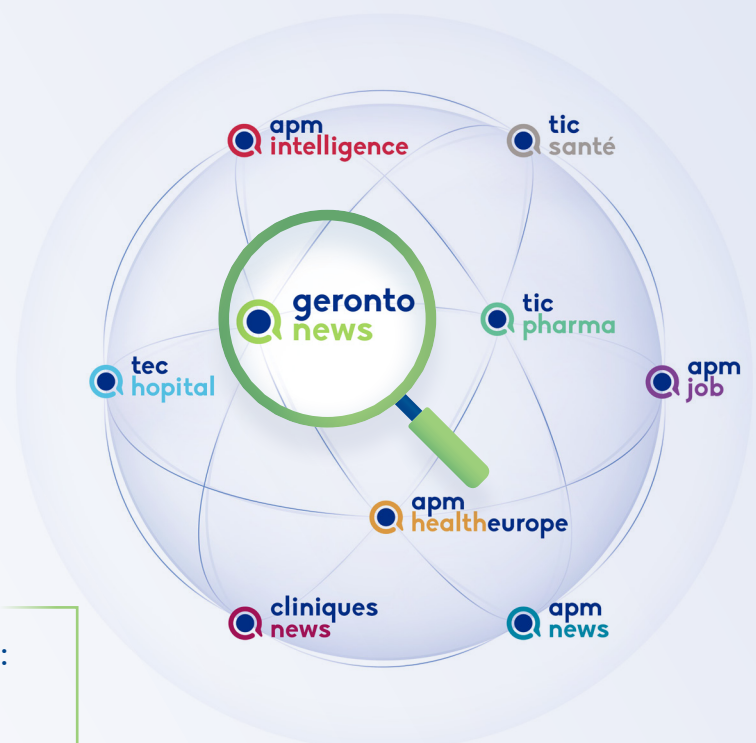 apm
intelligence
tic
santé
geronto
news
tic
pharma
tec
hopital
apm
job
apm
healtheurope
cliniques
news
apm
news
: